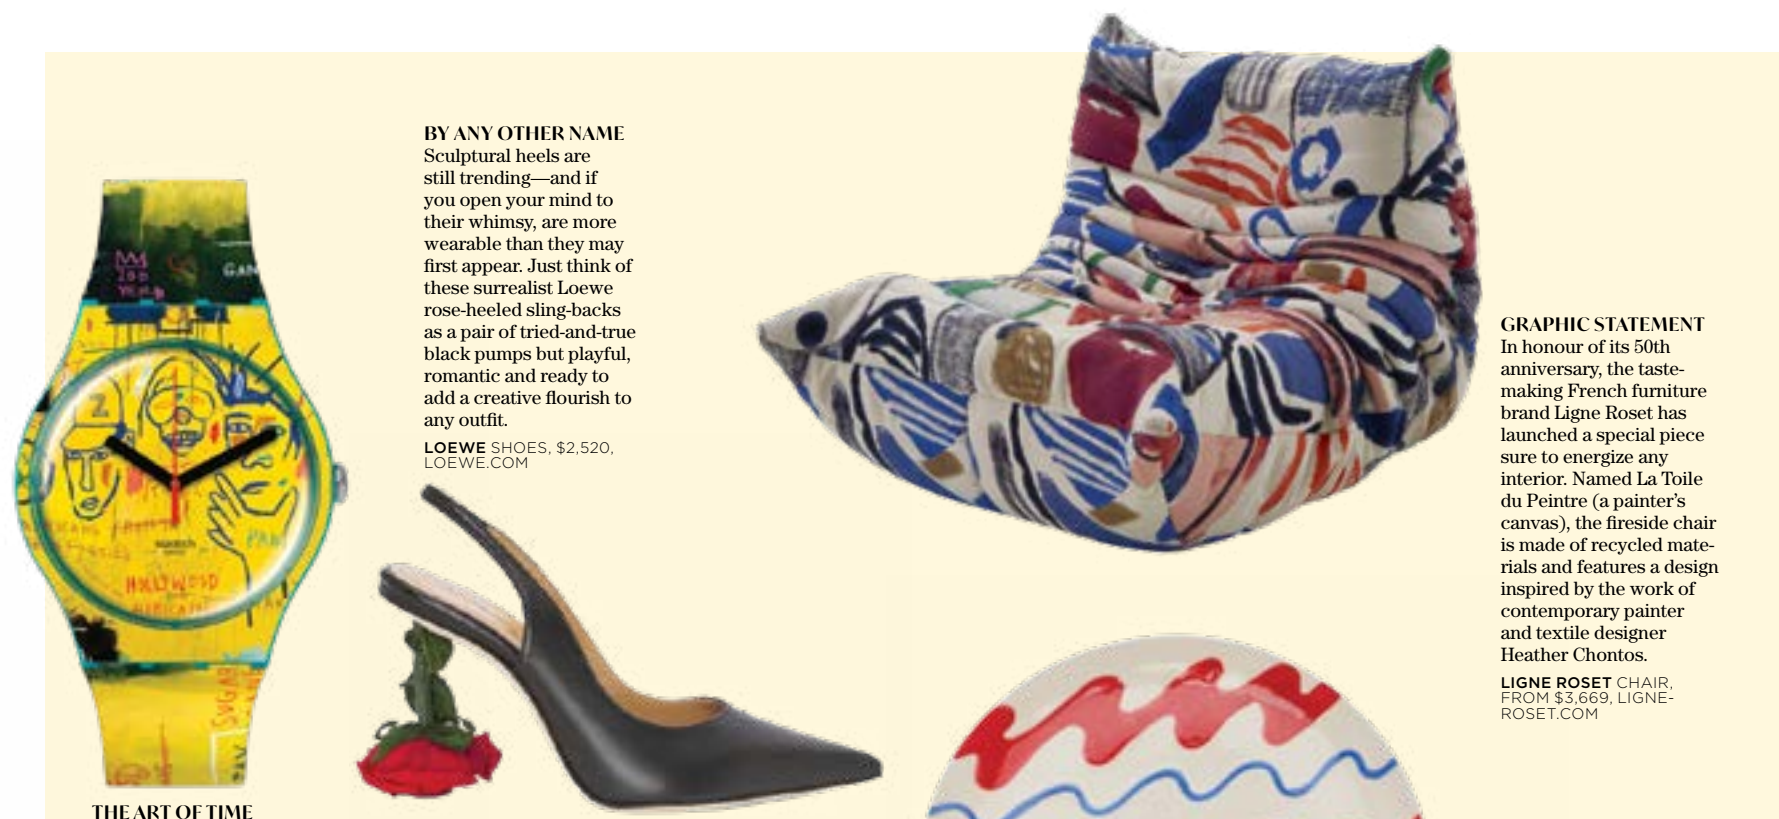 BY ANY OTHER NAME
Sculptural heels are
still trending—and if
you open your mind to
their whimsy, are more
wearable than they may
first appear. Just think of
these surrealist Loewe
rose-heeled sling-backs
as a pair of tried-and-true
black pumps but playful,
romantic and ready to
add a creative flourish to
any outfit.
LOEWE SHOES, $2,520,
LOEWE.COM
GRAPHIC STATEMENT
In honour of its 50th
anniversary, the taste-
making French furniture
brand Ligne Roset has
launched a special piece
sure to energize any
interior. Named La Toile
du Peintre (a painter's
canvas), the fireside chair
is made of recycled mate-
rials and features a design
inspired by the work of
contemporary painter
and textile designer
Heather Chontos.
LIGNE ROSET CHAIR,
FROM $3,669, LIGNE-
ROSET.COM
HOLLYWOOD
SUGAR
THE ART OF TIME